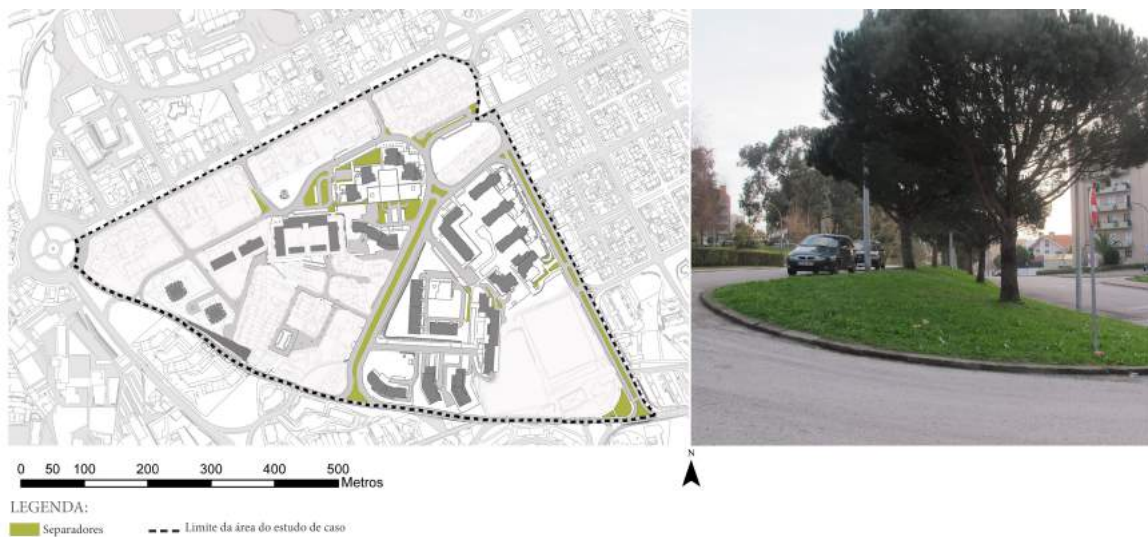 N
0 50 100 200 300 400 500
Metros
LEGENDA:
Separadores Limite da área do estudo de caso